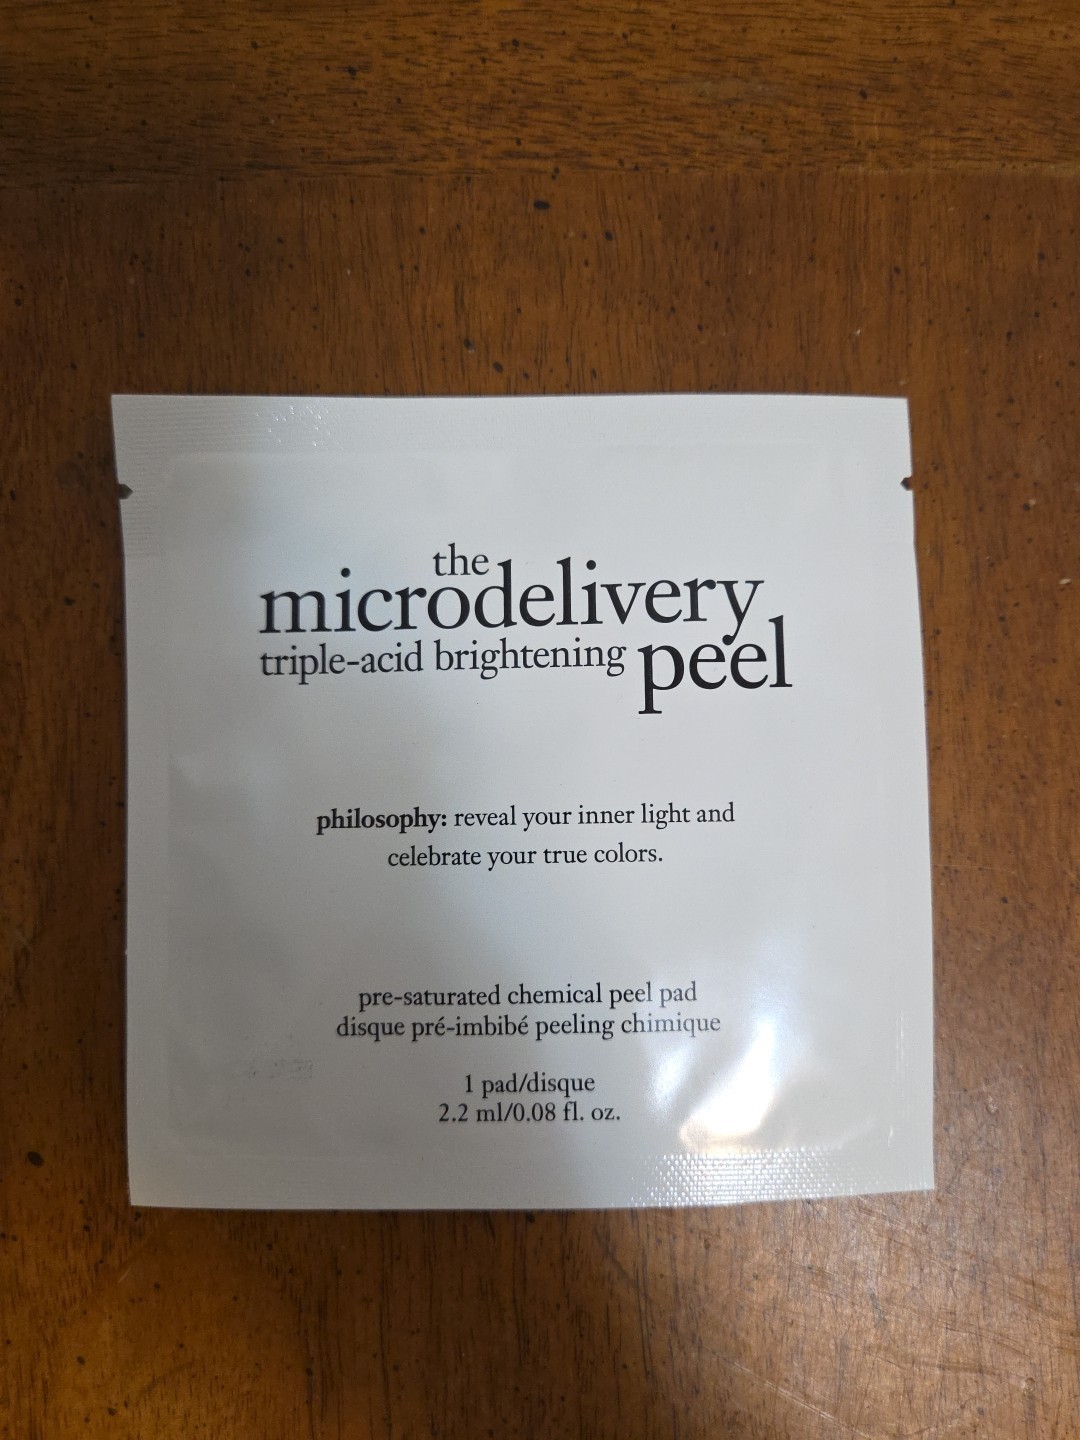 the
microdelivery
triple-acid brightening peel
philosophy: reveal your inner light and
celebrate your true colors.
pre-saturated chemical peel pad
disque pré-imbibé peeling chimique
1 pad/disque
2.2 ml/0.08 fl. oz.